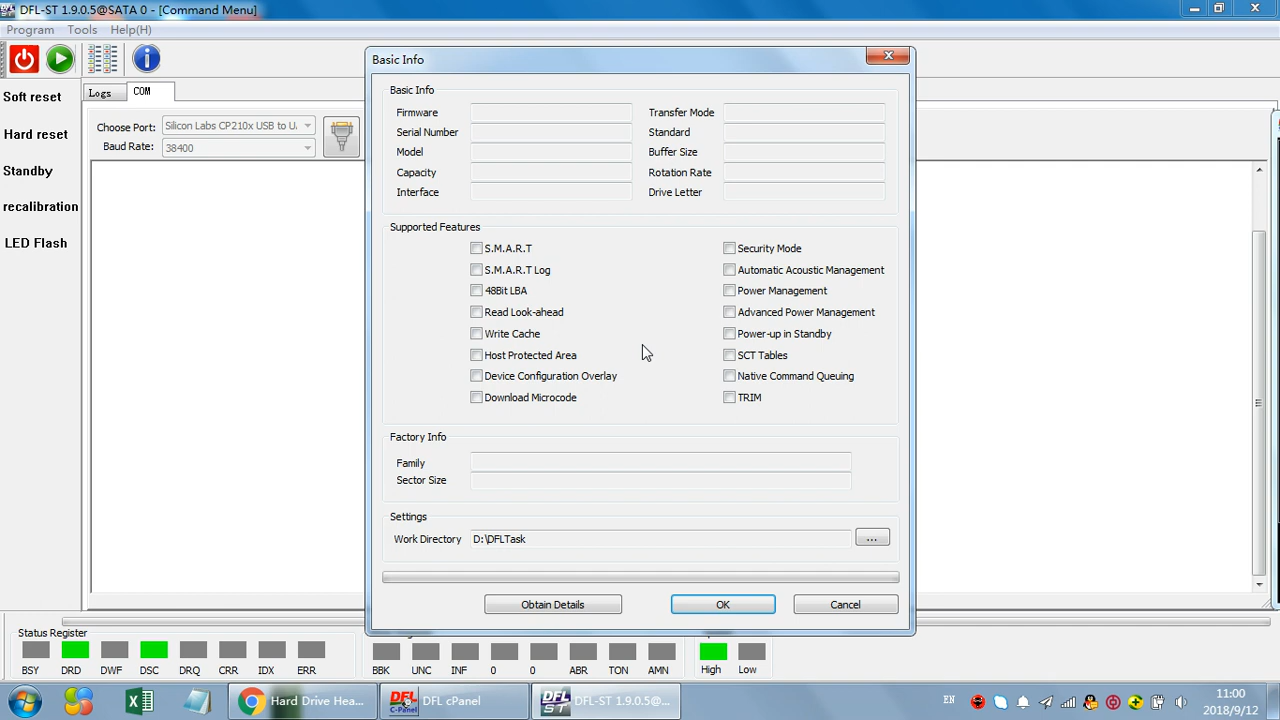 DFL-ST 1.9.0.5@SATA 0 - [Command Menu]
Program Tools Help(H)
Soft reset
Hard reset
Standby
recalibration
LED Flash
Logs COM
Choose Port: Silicon Labs CP210x USB to U
Baud Rate: 38400
Basic Info
Basic Info
Firmware Transfer Mode
Serial Number Standard
Model Buffer Size
Capacity Rotation Rate
Interface Drive Letter
Supported Features
S.M.A.R.T Security Mode
S.M.A.R.T Log Automatic Acoustic Management
48Bit LBA Power Management
Read Look-ahead Advanced Power Management
Write Cache Power-up in Standby
Host Protected Area SCT Tables
Device Configuration Overlay Native Command Queuing
Download Microcode TRIM
Factory Info
Family
Sector Size
Settings
Work Directory D:\DFLTask ...
Obtain Details OK Cancel
Status Register
BSY DRD DWF DSC DRQ CRR IDX ERR BBK UNC INF 0 0 ABR TON AMN High Low
Hard Drive Hea... DFL C-Panel DFL cPanel DFL ST DFL-ST 1.9.0.5@... EN 11:00
2018/9/12